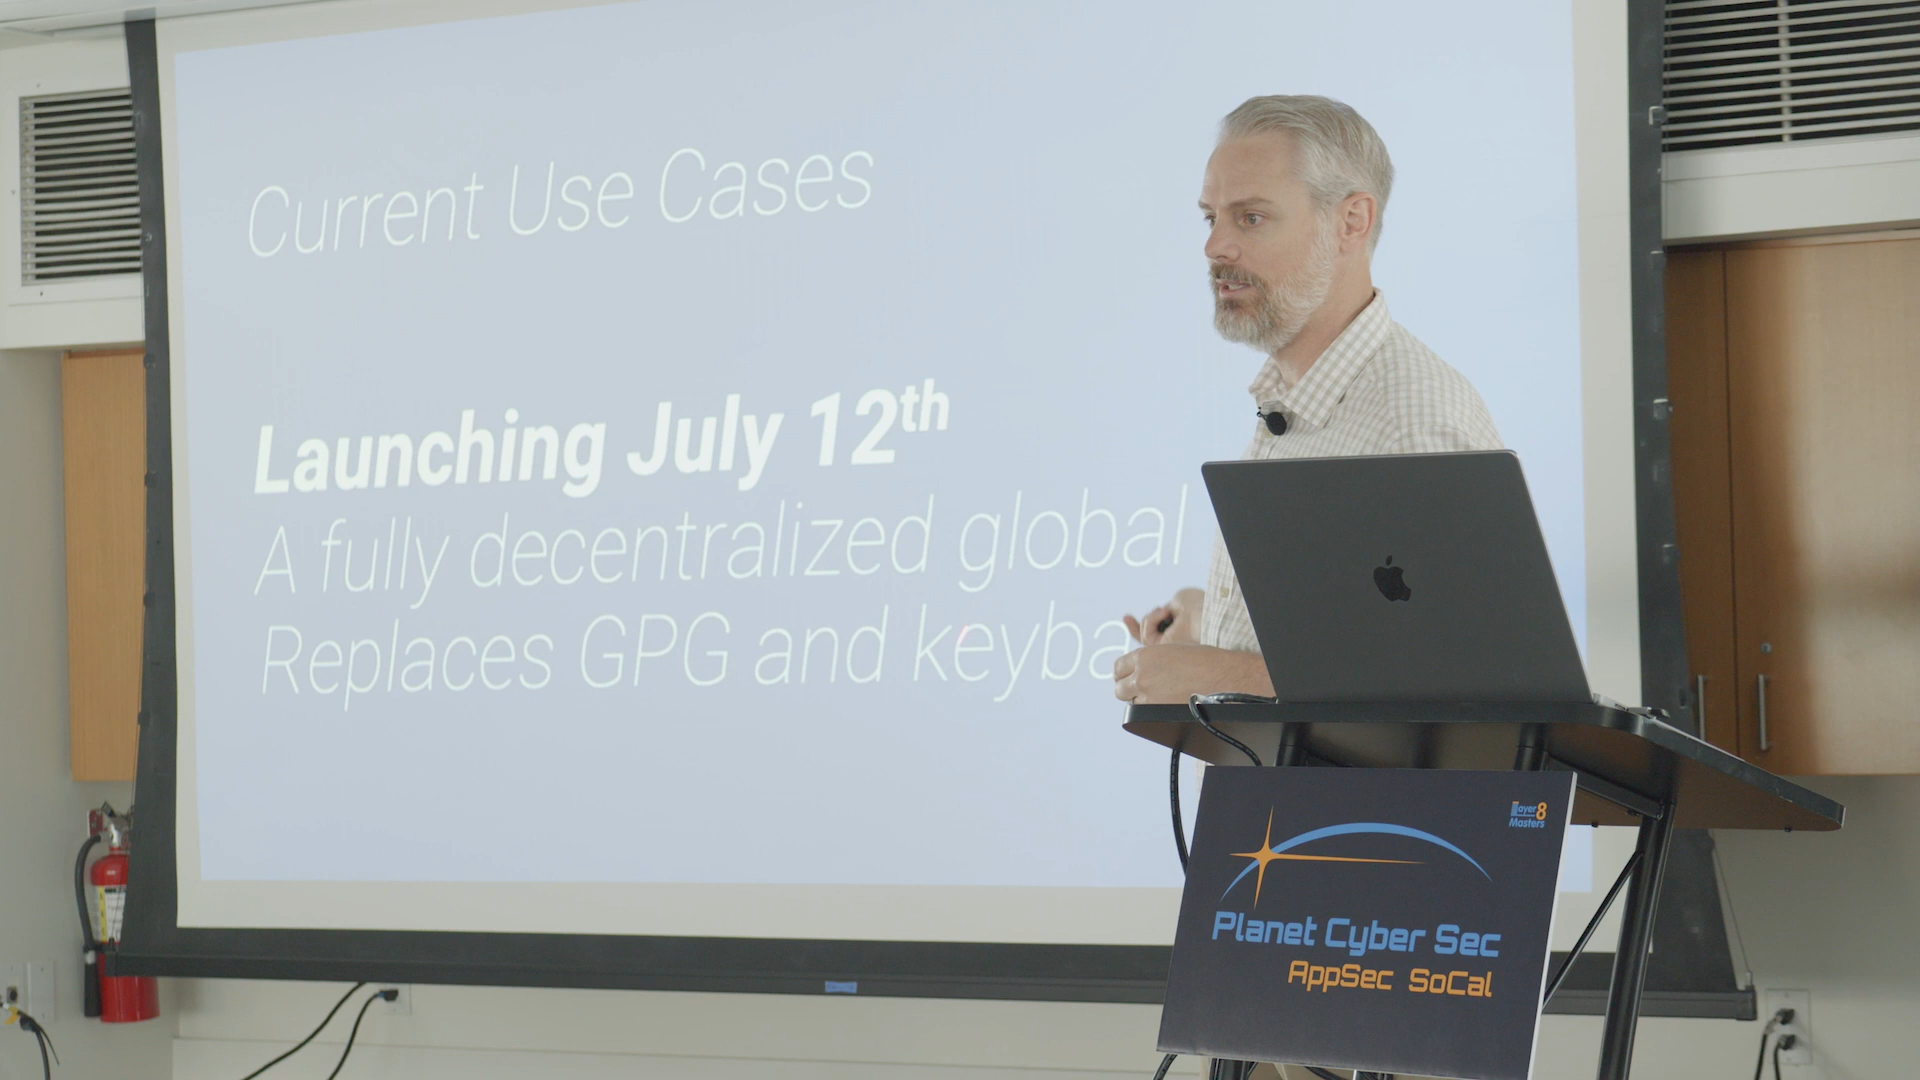 Current Use Cases
Launching July 12th
A fully decentralized global
Replaces GPG and keyba
Layer 8
Masters
Planet Cyber Sec
AppSec SoCal